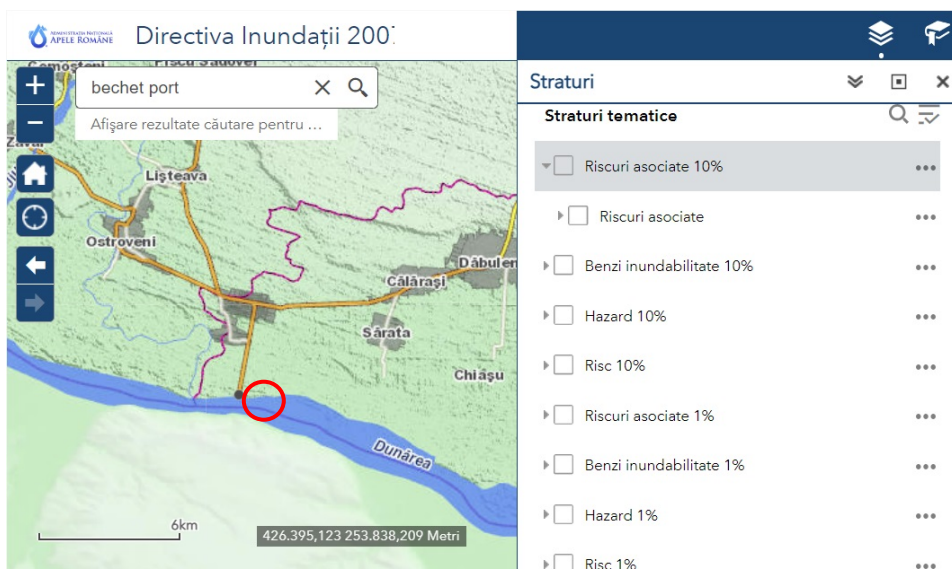 ADMINISTRAȚIA NAȚIONALĂ
APELE ROMÂNE
Directiva Inundații 2007
bechet port
Afișare rezultate căutare pentru ...
Lișteava
Ostroveni
Dăbulen
Călărași
Sărata
Chiașu
Dunărea
6km
426.395,123 253.838,209 Metri
Straturi
Straturi tematice
Riscuri asociate 10%
Riscuri asociate
Benzi inundabilitate 10%
Hazard 10%
Risc 10%
Riscuri asociate 1%
Benzi inundabilitate 1%
Hazard 1%
Risc 1%